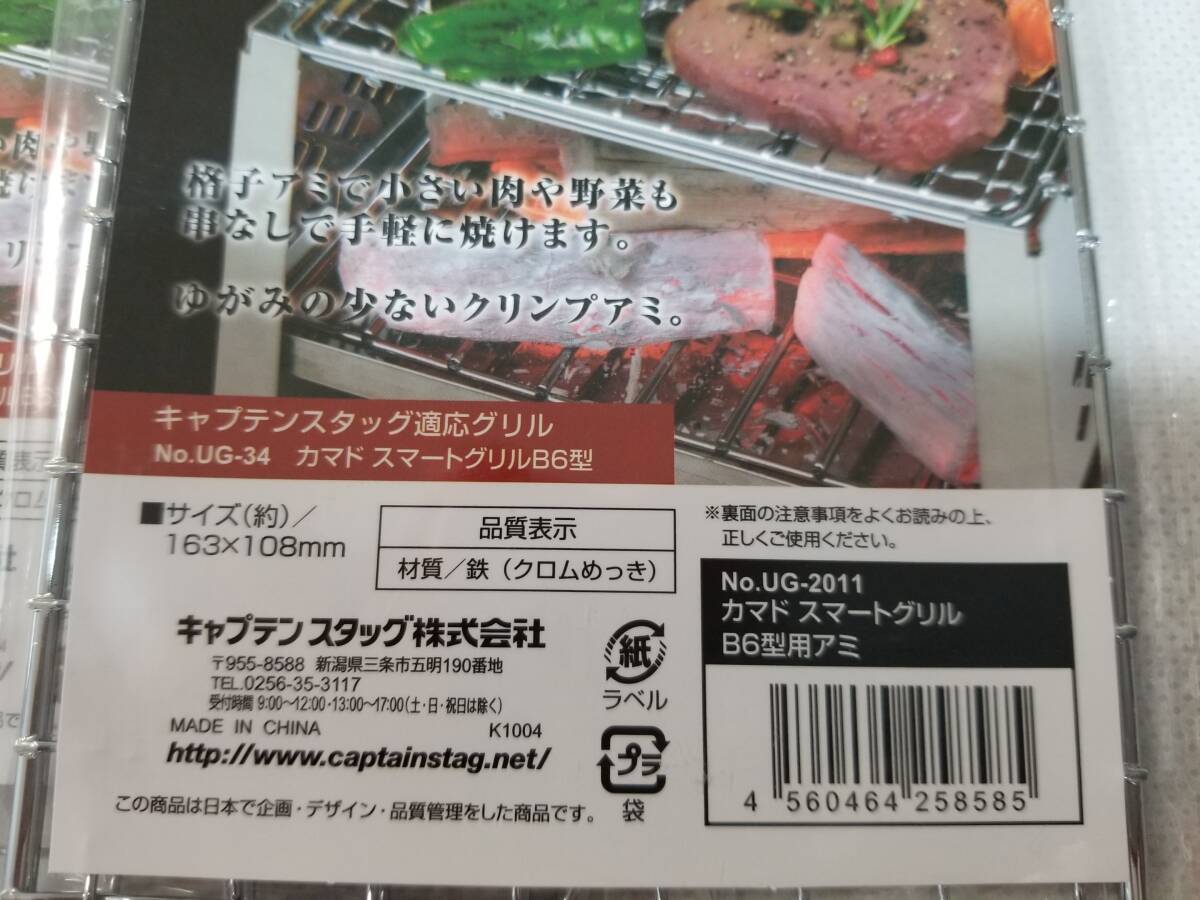 格子アミで小さい肉や野菜も
串なしで手軽に焼けます。
ゆがみの少ないクリンプアミ。
キャプテンスタッグ適応グリル
No.UG-34 カマド スマートグリルB6型
■サイズ(約)/
163×108mm
品質表示
材質/鉄(クロムめっき)
※裏面の注意事項をよくお読みの上、
正しくご使用ください。
No.UG-2011
カマド スマートグリル
B6型用アミ
キャプテンスタッグ株式会社
〒955-8588 新潟県三条市五明190番地
TEL.0256-35-3117
受付時間 9:00~12:00・13:00~17:00(土・日・祝日は除く)
MADE IN CHINA K1004
http://www.captainstag.net/
この商品は日本で企画・デザイン・品質管理をした商品です。
紙
ラベル
プラ
袋
4 560464 258585